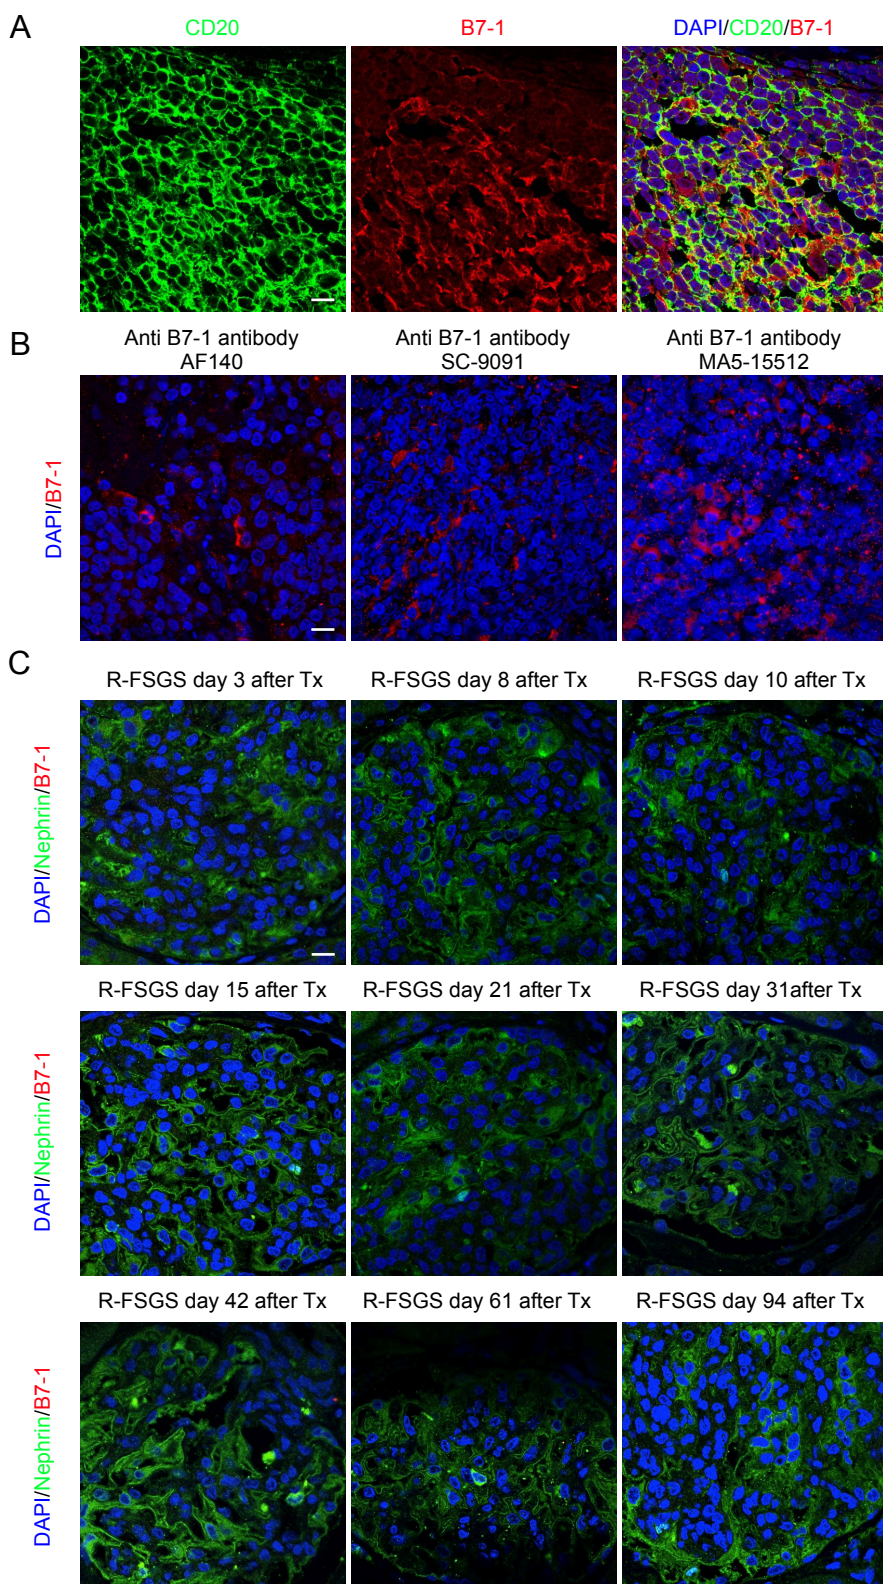 A
CD20
B7-1
DAPI/CD20/B7-1
B
Anti B7-1 antibody
AF140
Anti B7-1 antibody
SC-9091
Anti B7-1 antibody
MA5-15512
DAPI/B7-1
C
R-FSGS day 3 after Tx
R-FSGS day 8 after Tx
R-FSGS day 10 after Tx
DAPI/Nephrin/B7-1
R-FSGS day 15 after Tx
R-FSGS day 21 after Tx
R-FSGS day 31after Tx
DAPI/Nephrin/B7-1
R-FSGS day 42 after Tx
R-FSGS day 61 after Tx
R-FSGS day 94 after Tx
DAPI/Nephrin/B7-1